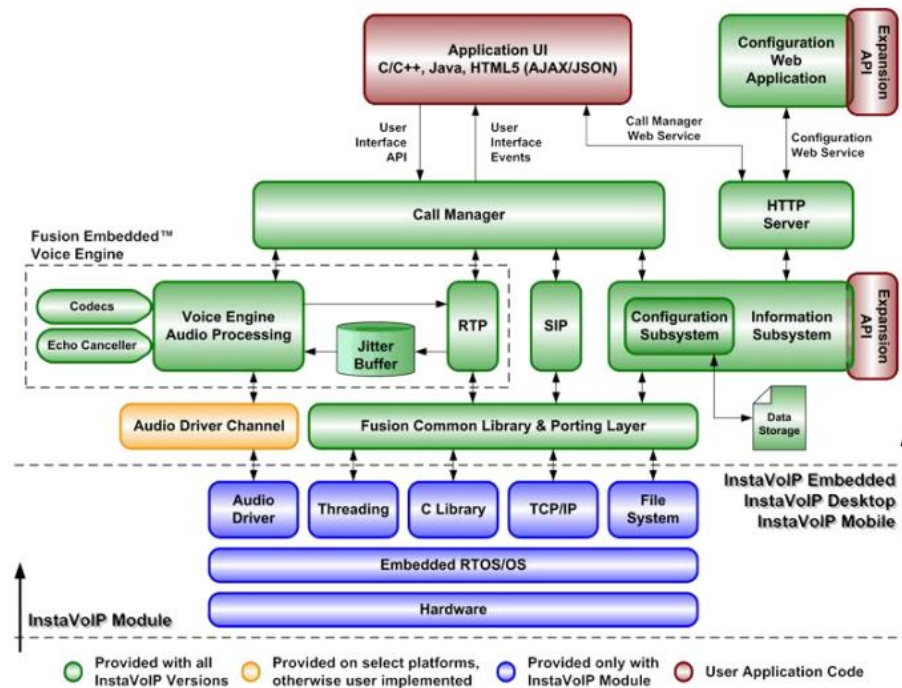 Application UI
C/C++, Java, HTML5 (AJAX/JSON)
Configuration
Web
Application
Expansion
API
User
Interface
API
User
Interface
Events
Call Manager
Web Service
Configuration
Web Service
Call Manager
HTTP
Server
Fusion Embedded™
Voice Engine
Codecs
Echo Canceller
Voice Engine
Audio Processing
Jitter
Buffer
RTP
SIP
Configuration
Subsystem
Information
Subsystem
Expansion
API
Audio Driver Channel
Fusion Common Library & Porting Layer
Data
Storage
InstaVoIP Embedded
InstaVoIP Desktop
InstaVoIP Mobile
Audio
Driver
Threading
C Library
TCP/IP
File
System
Embedded RTOS/OS
Hardware
InstaVoIP Module
Provided with all
InstaVoIP Versions
Provided on select platforms,
otherwise user implemented
Provided only with
InstaVoIP Module
User Application Code